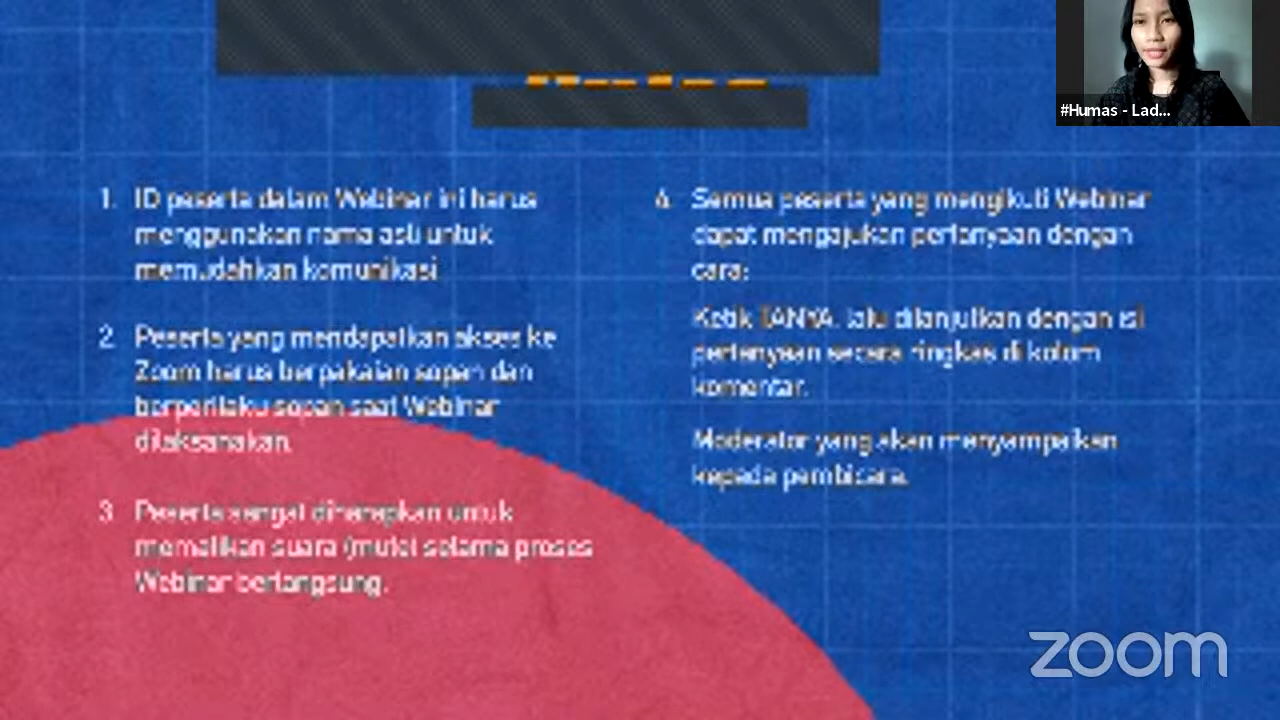 #Humas - Lad...
1. ID peserta dalam Webinar ini harus
menggunakan nama asli untuk
memudahkan komunikasi
2. Peserta yang mendapatkan akses ke
Zoom harus berpakaian sopan dan
berperilaku sopan saat Webinar
dilaksanakan.
3. Peserta sangat diharapkan untuk
mematikan suara (mute) selama proses
Webinar berlangsung.
Semua peserta yang mengikuti Webinar
dapat mengajukan pertanyaan dengan
cara:
Ketik TANYA, lalu dilanjutkan dengan isi
pertanyaan secara ringkas di kolom
komentar.
Moderator yang akan menyampaikan
kepada pembicara.
zoom